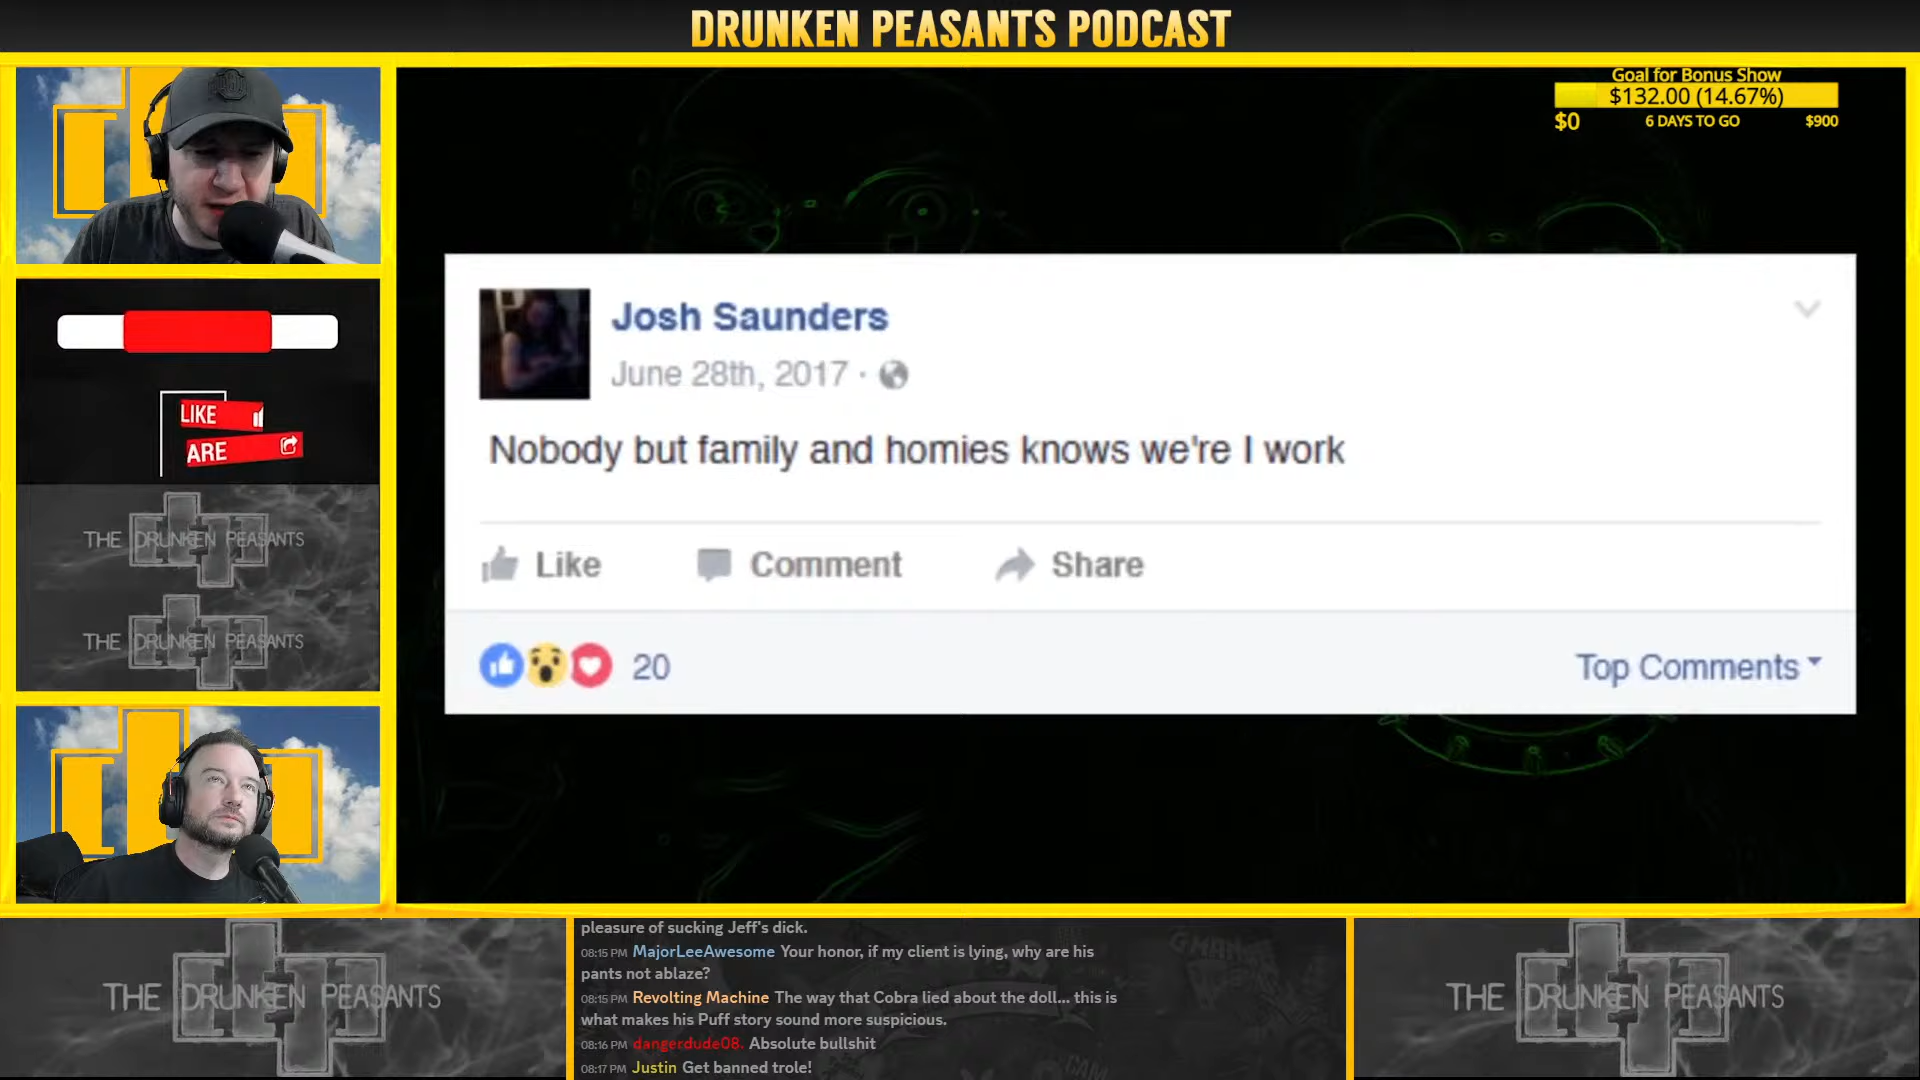 DRUNKEN PEASANTS PODCAST
Goal for Bonus Show
$132.00 (14.67%)
$0 6 DAYS TO GO $900
Josh Saunders
June 28th, 2017 ·
Nobody but family and homies knows we're I work
Like Comment Share
20 Top Comments
LIKE
ARE
THE DRUNKEN PEASANTS
THE DRUNKEN PEASANTS
THE DRUNKEN PEASANTS
pleasure of sucking Jeff's dick.
08:15 PM MajorLeeAwesome Your honor, if my client is lying, why are his
pants not ablaze?
08:15 PM Revolting Machine The way that Cobra lied about the doll... this is
what makes his Puff story sound more suspicious.
08:16 PM dangerdude08. Absolute bullshit
08:17 PM Justin Get banned trole!
THE DRUNKEN PEASANTS